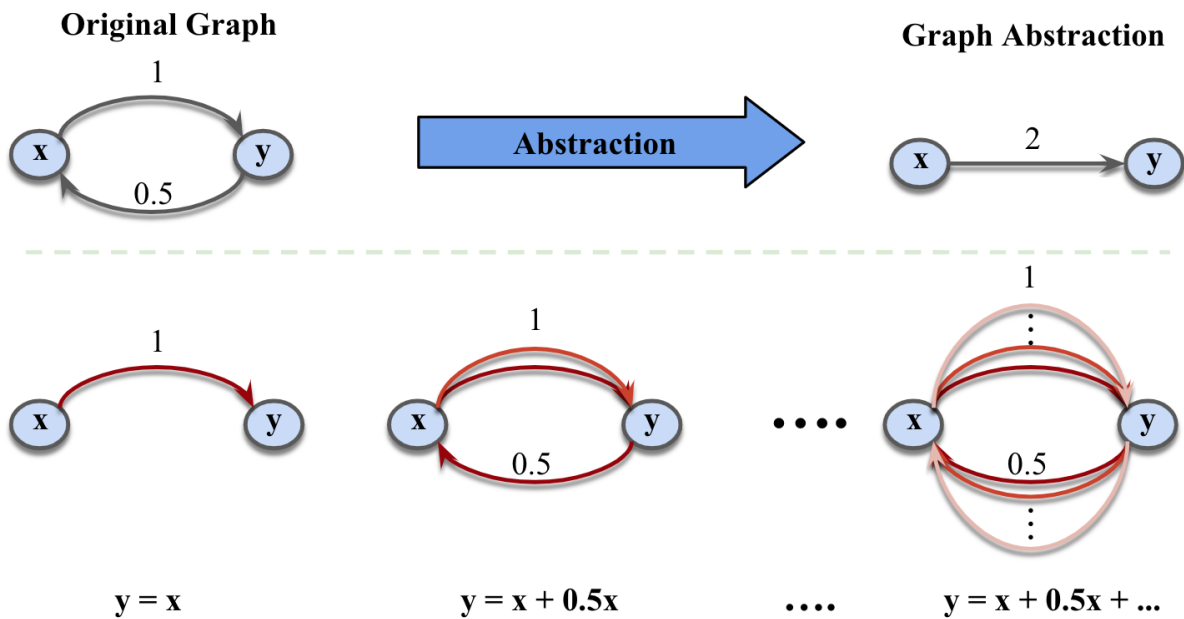 Original Graph
Graph Abstraction
1
x
y
0.5
Abstraction
x
2
y
1
x
y
1
x
y
0.5
....
1
x
y
0.5
y = x
y = x + 0.5x
....
y = x + 0.5x + ...